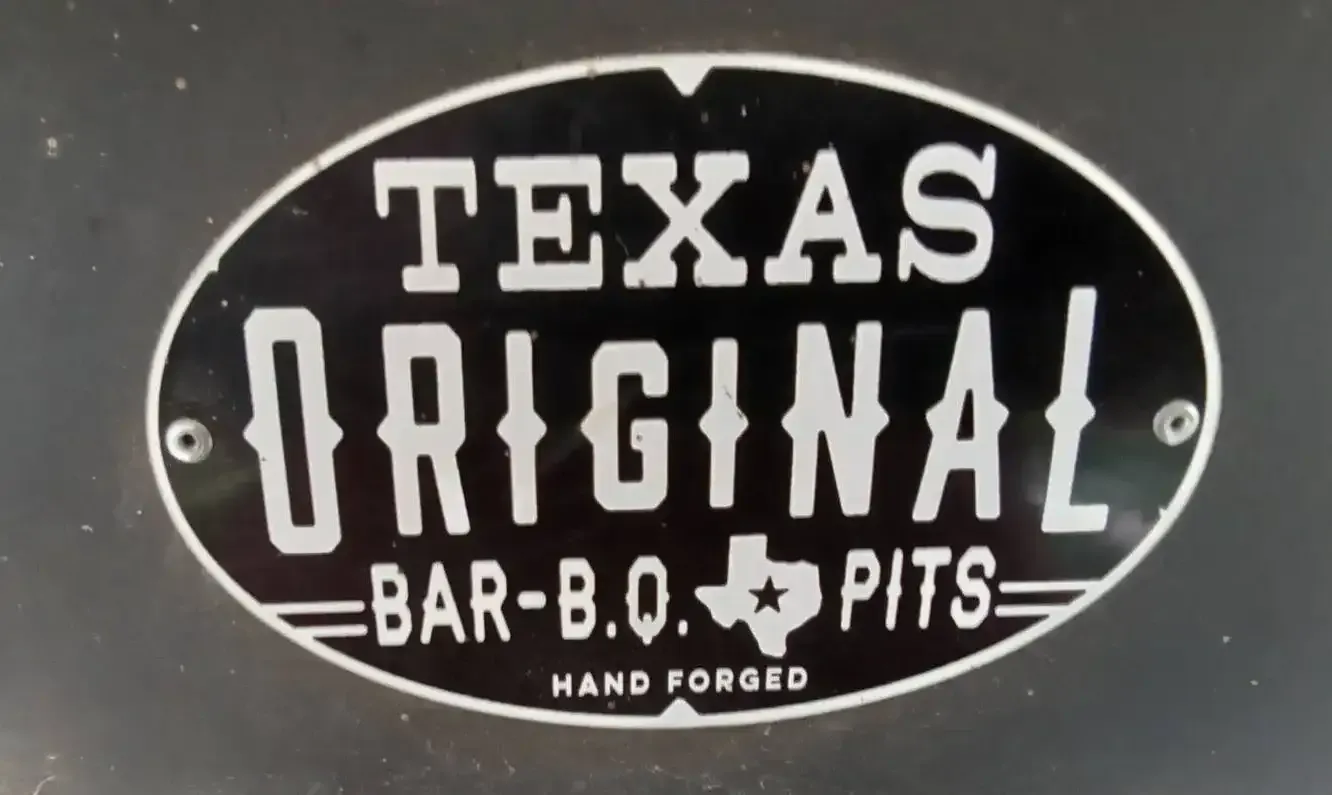 TEXAS
ORIGINAL
BAR-B.Q. PITS
HAND FORGED